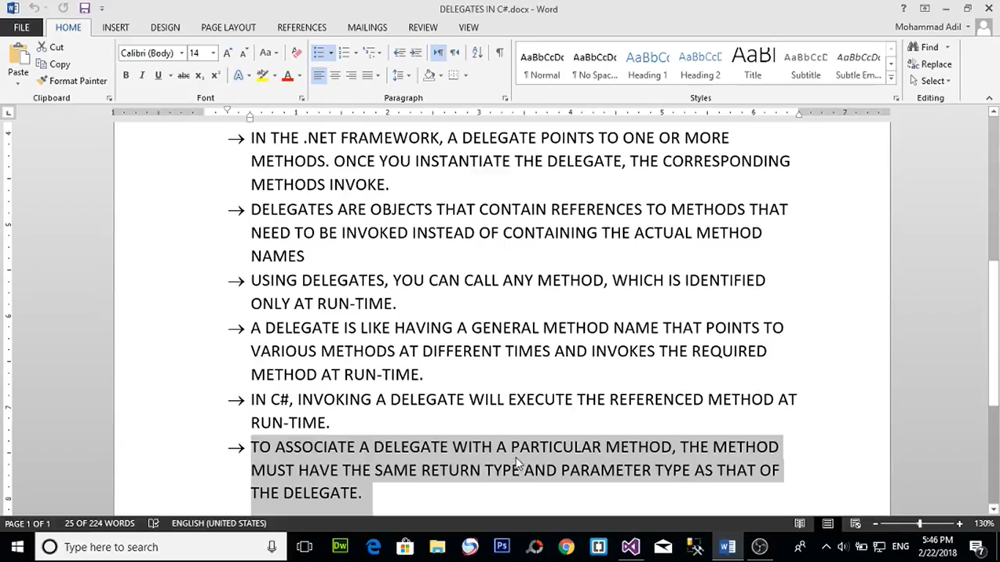 DELEGATES IN C#.docx - Word
FILE HOME INSERT DESIGN PAGE LAYOUT REFERENCES MAILINGS REVIEW VIEW Mohammad Adil
Paste
Cut
Copy
Format Painter
Clipboard
Calibri (Body) 14
Font
Paragraph
AaBbCcDc AaBbCcDc AaBbCc AaBbCcD AaBl AaBbCcD AaBbCcDc
¶ Normal ¶ No Spac... Heading 1 Heading 2 Title Subtitle Subtle Em...
Styles
Find
Replace
Select
Editing
1 1 2 3 4 5 6 7
→ IN THE .NET FRAMEWORK, A DELEGATE POINTS TO ONE OR MORE
METHODS. ONCE YOU INSTANTIATE THE DELEGATE, THE CORRESPONDING
METHODS INVOKE.
→ DELEGATES ARE OBJECTS THAT CONTAIN REFERENCES TO METHODS THAT
NEED TO BE INVOKED INSTEAD OF CONTAINING THE ACTUAL METHOD
NAMES
→ USING DELEGATES, YOU CAN CALL ANY METHOD, WHICH IS IDENTIFIED
ONLY AT RUN-TIME.
→ A DELEGATE IS LIKE HAVING A GENERAL METHOD NAME THAT POINTS TO
VARIOUS METHODS AT DIFFERENT TIMES AND INVOKES THE REQUIRED
METHOD AT RUN-TIME.
→ IN C#, INVOKING A DELEGATE WILL EXECUTE THE REFERENCED METHOD AT
RUN-TIME.
→ TO ASSOCIATE A DELEGATE WITH A PARTICULAR METHOD, THE METHOD
MUST HAVE THE SAME RETURN TYPE AND PARAMETER TYPE AS THAT OF
THE DELEGATE.
PAGE 1 OF 1 25 OF 224 WORDS ENGLISH (UNITED STATES) 130%
Type here to search
ENG
5:46 PM
2/22/2018